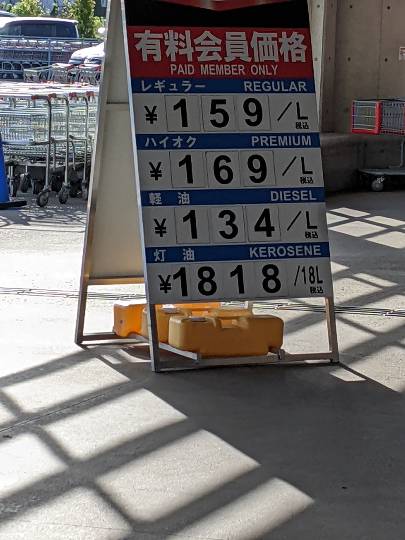 有料会員価格
PAID MEMBER ONLY
レギュラー REGULAR
¥159/L 税込
ハイオク PREMIUM
¥169/L 税込
軽油 DIESEL
¥134/L 税込
灯油 KEROSENE
¥1818/18L 税込